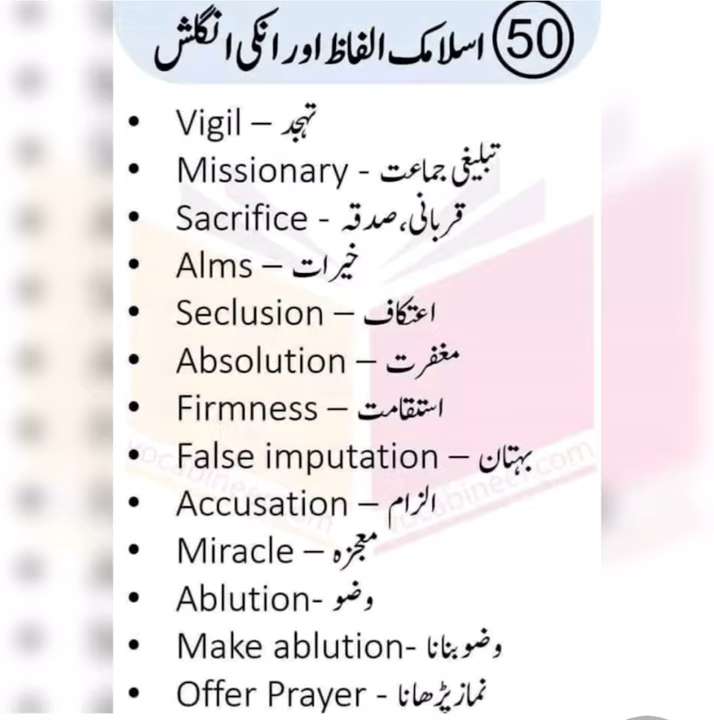 50 اسلامک الفاظ اور انکی انگلش
• Vigil – تہجد
• Missionary - تبلیغی جماعت
• Sacrifice - قربانی، صدقہ
• Alms – خیرات
• Seclusion – اعتکاف
• Absolution – مغفرت
• Firmness – استقامت
• False imputation – بہتان
• Accusation – الزام
• Miracle – معجزہ
• Ablution- وضو
• Make ablution- وضو بنانا
• Offer Prayer - نماز پڑھانا